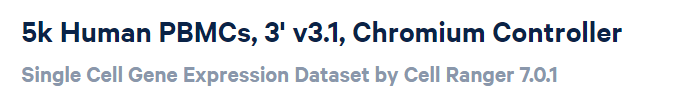 5k Human PBMCs, 3' v3.1, Chromium Controller
Single Cell Gene Expression Dataset by Cell Ranger 7.0.1